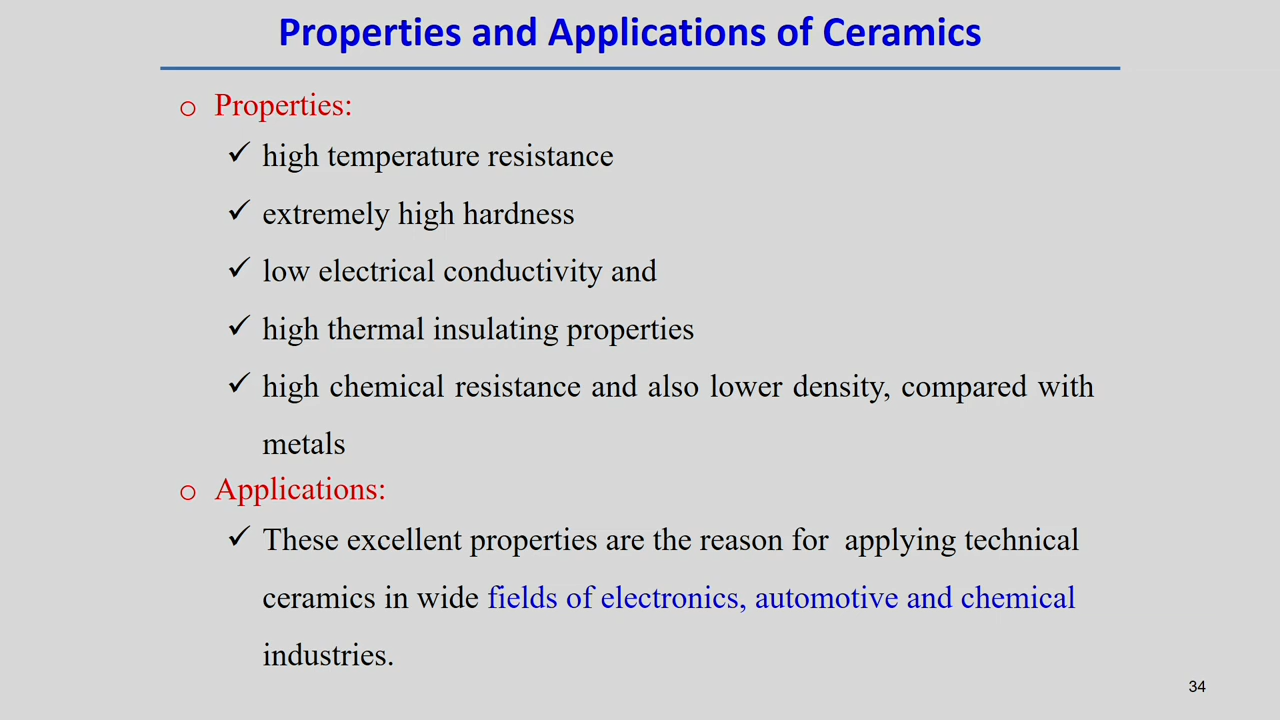 Properties and Applications of Ceramics
o Properties:
✓ high temperature resistance
✓ extremely high hardness
✓ low electrical conductivity and
✓ high thermal insulating properties
✓ high chemical resistance and also lower density, compared with
metals
o Applications:
✓ These excellent properties are the reason for applying technical
ceramics in wide fields of electronics, automotive and chemical
industries.
34